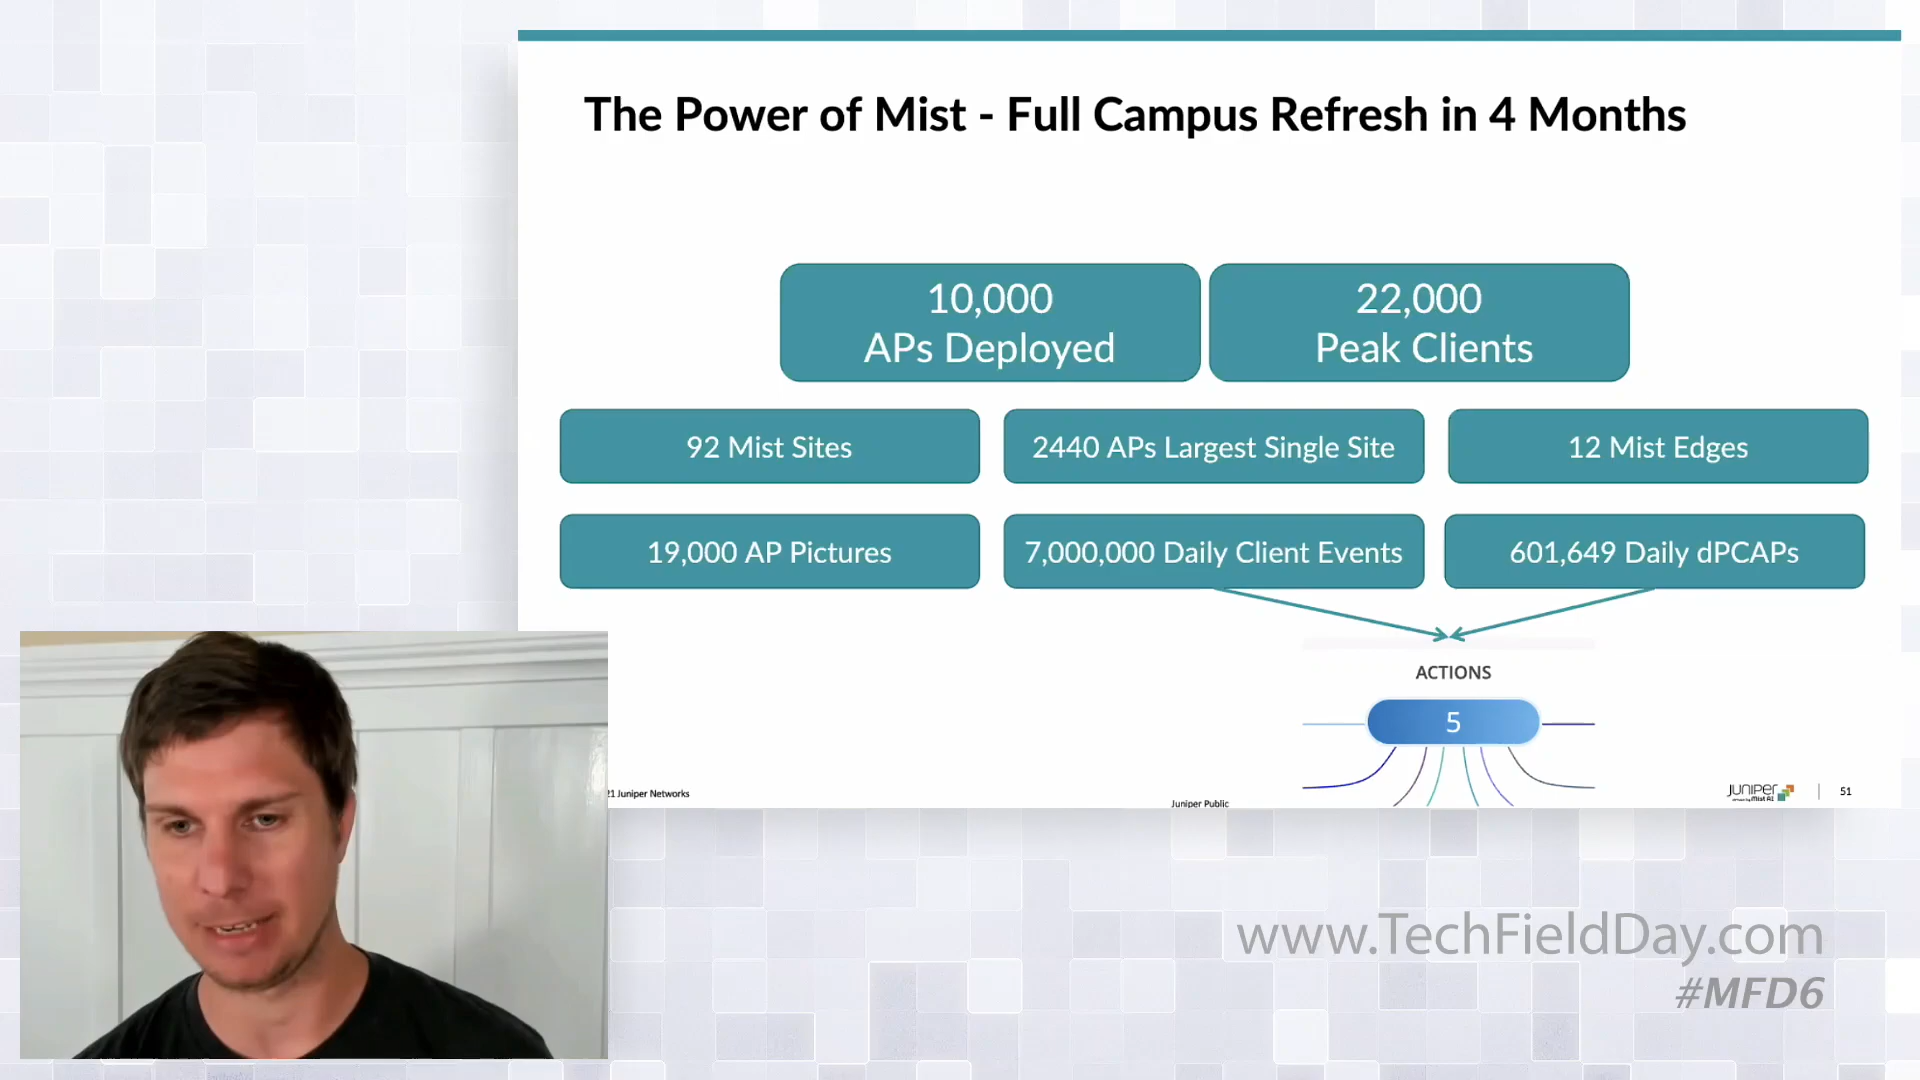 The Power of Mist - Full Campus Refresh in 4 Months
10,000
APs Deployed
22,000
Peak Clients
92 Mist Sites
2440 APs Largest Single Site
12 Mist Edges
19,000 AP Pictures
7,000,000 Daily Client Events
601,649 Daily dPCAPs
ACTIONS
5
21 Juniper Networks
Juniper Public
JUNIPER
51
www.TechFieldDay.com
#MFD6